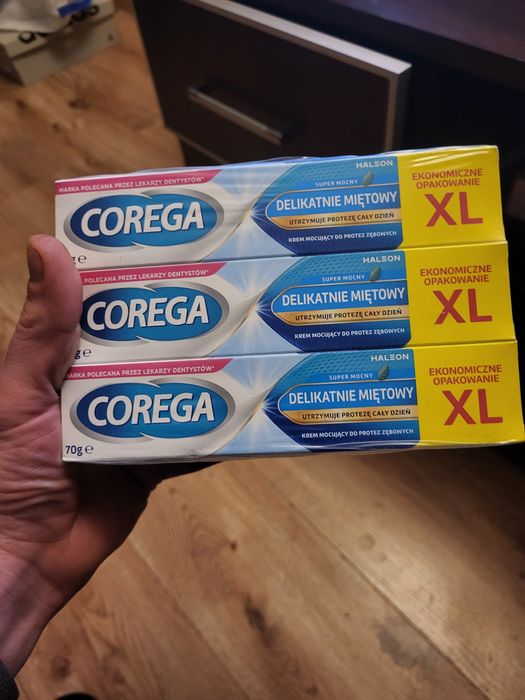 MARKA POLECANA PRZEZ LEKARZY DENTYSTÓW*
COREGA
HALEON
SUPER MOCNY
DELIKATNIE MIĘTOWY
UTRZYMUJE PROTEZĘ CAŁY DZIEŃ
KREM MOCUJĄCY DO PROTEZ ZĘBOWYCH
EKONOMICZNE
OPAKOWANIE
XL
g e
MARKA POLECANA PRZEZ LEKARZY DENTYSTÓW*
COREGA
HALEON
SUPER MOCNY
DELIKATNIE MIĘTOWY
UTRZYMUJE PROTEZĘ CAŁY DZIEŃ
KREM MOCUJĄCY DO PROTEZ ZĘBOWYCH
EKONOMICZNE
OPAKOWANIE
XL
g e
MARKA POLECANA PRZEZ LEKARZY DENTYSTÓW*
COREGA
HALEON
SUPER MOCNY
DELIKATNIE MIĘTOWY
UTRZYMUJE PROTEZĘ CAŁY DZIEŃ
KREM MOCUJĄCY DO PROTEZ ZĘBOWYCH
EKONOMICZNE
OPAKOWANIE
XL
70g e